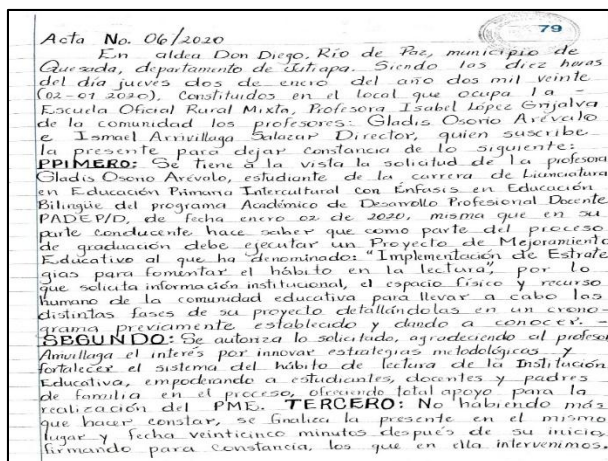 79
Acta No. 06/2020
En aldea Don Diego, Río de Paz, municipio de
Quesada, departamento de Jutiapa. Siendo las diez horas
del día jueves dos de enero del año dos mil veinte
(02-01 2020), Constituidos en el local que ocupa la -
Escuela Oficial Rural Mixta, Profesora Isabel López Grijalva
de la comunidad los profesores: Gladis Osorio Arévalo
e Ismael Arrivillaga Salazar Director, quien suscribe
la presente para dejar constancia de lo siguiente:
PPIMERO: Se tiene a la vista la solicitud de la profesora
Gladis Osorio Arévalo, estudiante de la carrera de Liunciatura
en Educación Primaria Intercultural con Énfasis en Educación
Bilingüe del programa Académico de Desarrollo Profesional Docente
PADEP/D, de fecha enero 02 de 2020, misma que en su
parte conducente hace saber que como parte del proceso
de graduación debe ejecutar un Proyecto de Mejoramiento
Educativo al que ha denominado: "Implementación de Estrate
gias para fomentar el hábito en la lectura", por lo
que solicita información institucional, el espacio físico y recurso
humano de la comunidad educativa para llevar a cabo las
distintas fases de su proyecto detallándolas en un crono-
grama previamente establecido y dando a conocer. -
SEGUNDO: Se autoriza lo solicitado, agradeciendo al profesor
Arrivillaga el interés por innovar estrategias metodológicas y
fortalecer el sistema del hábito de lectura de la Institución
Educativa, empoderando a estudiantes, docentes y padres
de familia en el proceso, ofreciendo total apoyo para la
realización del PME. TERCERO: No habiendo más
que hacer constar, se finaliza la presente en el mismo
lugar y fecha veinticinco minutos después de su inicio,
firmando para constancia, los que en ella intervenimos.